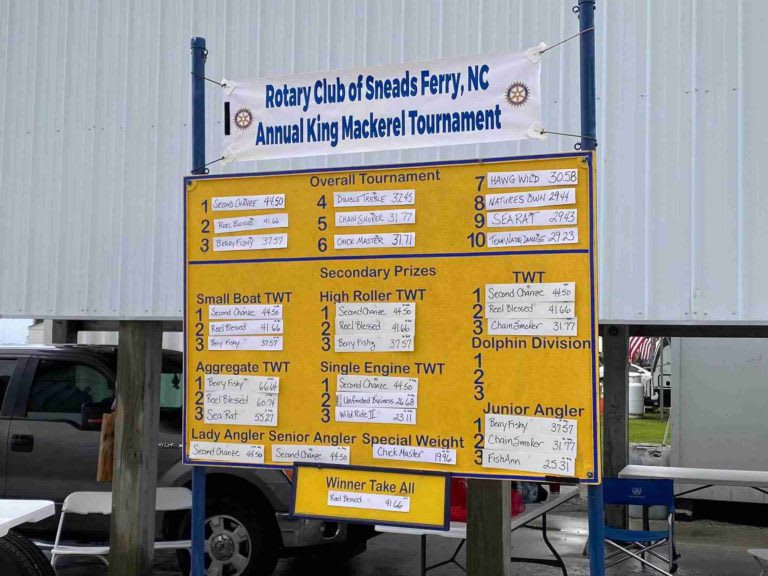 Rotary Club of Sneads Ferry, NC
Annual King Mackerel Tournament
Overall Tournament
1 Second Chanze 44.50
2 Reel Blessed 41.66
3 Berry Fishy 37.57
4 Double Treble 32.45
5 Chain Smoker 31.77
6 Chick Master 31.71
7 Hawg Wild 30.58
8 Natures Own 29.44
9 Sea Rat 29.43
10 Team Water Damage 29.23
Secondary Prizes
Small Boat TWT
1 Second Chanze 44.50
2 Reel Blessed 41.66
3 Berry Fishy 37.57
High Roller TWT
1 Second Chanze 44.50
2 Reel Blessed 41.66
3 Berry Fishy 37.57
TWT
1 Second Chanze 44.50
2 Reel Blessed 41.66
3 Chain Smoker 31.77
Aggregate TWT
1 Berry Fishy 66.64
2 Reel Blessed 60.74
3 Sea Rat 55.27
Single Engine TWT
1 Second Chanze 44.50
2 Unfinated Business 26.68
3 Wild Ride II 23.11
Dolphin Division
1
2
3
Junior Angler
1 Berry Fishy 37.57
2 Chain Smoker 31.77
3 Fish Ann 25.31
Lady Angler
Second Chanze 44.50
Senior Angler
Second Chanze 44.50
Special Weight
Chick Master 19.96
Winner Take All
Reel Blessed 41.66